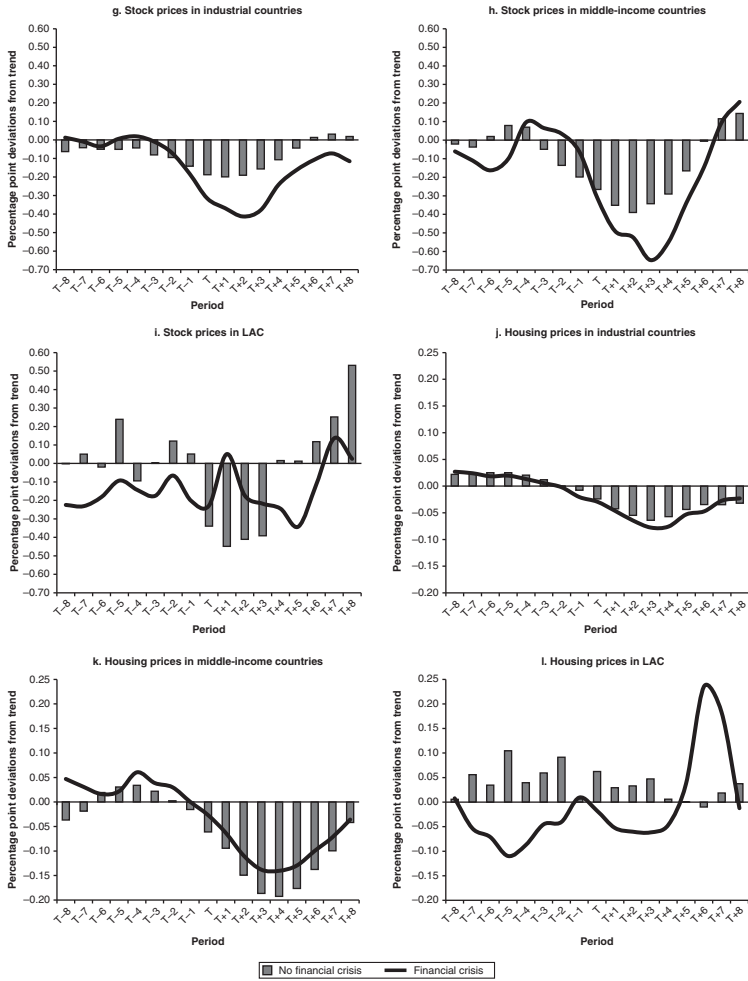 g. Stock prices in industrial countries
Percentage point deviations from trend
0.60
0.50
0.40
0.30
0.20
0.10
0.00
–0.10
–0.20
–0.30
–0.40
–0.50
–0.60
–0.70
T–8 T–7 T–6 T–5 T–4 T–3 T–2 T–1 T T+1 T+2 T+3 T+4 T+5 T+6 T+7 T+8
Period
h. Stock prices in middle-income countries
Percentage point deviations from trend
0.60
0.50
0.40
0.30
0.20
0.10
0.00
–0.10
–0.20
–0.30
–0.40
–0.50
–0.60
–0.70
T–8 T–7 T–6 T–5 T–4 T–3 T–2 T–1 T T+1 T+2 T+3 T+4 T+5 T+6 T+7 T+8
Period
i. Stock prices in LAC
Percentage point deviations from trend
0.60
0.50
0.40
0.30
0.20
0.10
0.00
–0.10
–0.20
–0.30
–0.40
–0.50
–0.60
–0.70
T–8 T–7 T–6 T–5 T–4 T–3 T–2 T–1 T T+1 T+2 T+3 T+4 T+5 T+6 T+7 T+8
Period
j. Housing prices in industrial countries
Percentage point deviations from trend
0.25
0.20
0.15
0.10
0.05
0.00
–0.05
–0.10
–0.15
–0.20
T–8 T–7 T–6 T–5 T–4 T–3 T–2 T–1 T T+1 T+2 T+3 T+4 T+5 T+6 T+7 T+8
Period
k. Housing prices in middle-income countries
Percentage point deviations from trend
0.25
0.20
0.15
0.10
0.05
0.00
–0.05
–0.10
–0.15
–0.20
T–8 T–7 T–6 T–5 T–4 T–3 T–2 T–1 T T+1 T+2 T+3 T+4 T+5 T+6 T+7 T+8
Period
l. Housing prices in LAC
Percentage point deviations from trend
0.25
0.20
0.15
0.10
0.05
0.00
–0.05
–0.10
–0.15
–0.20
T–8 T–7 T–6 T–5 T–4 T–3 T–2 T–1 T T+1 T+2 T+3 T+4 T+5 T+6 T+7 T+8
Period
No financial crisis Financial crisis